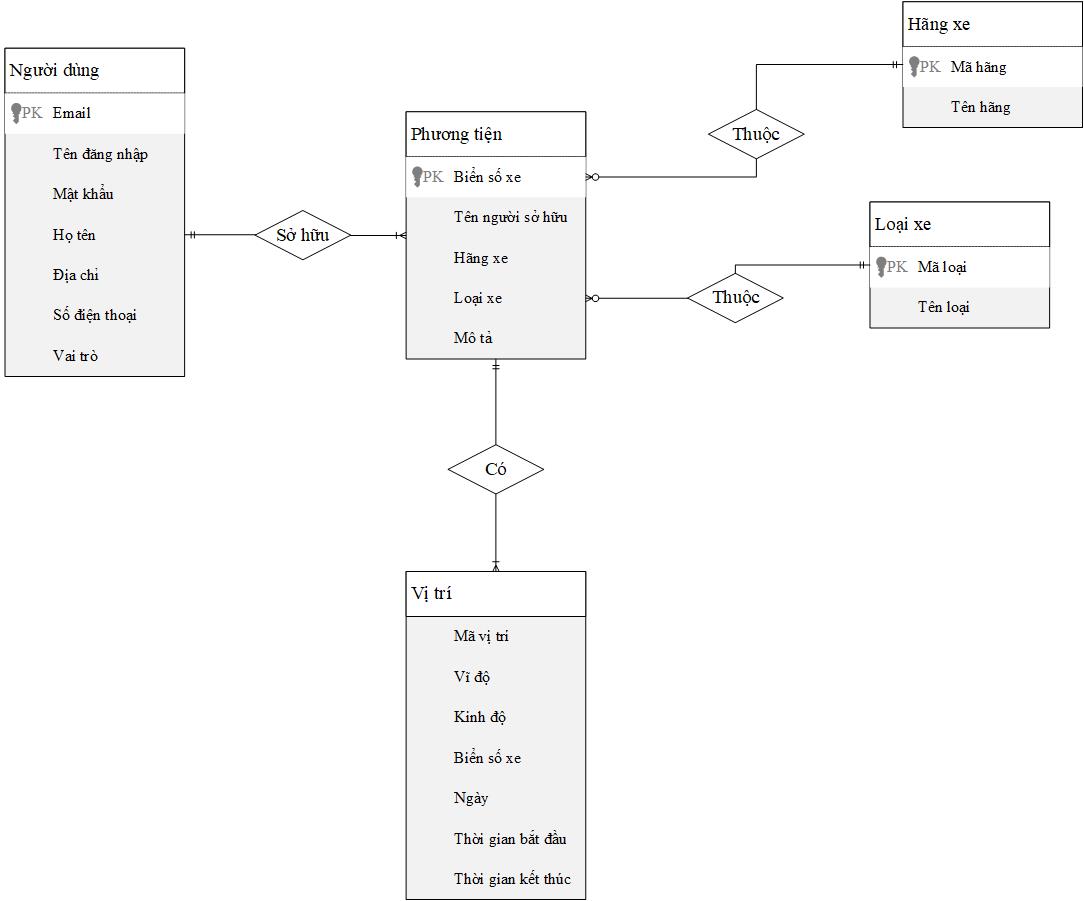 Người dùng
PK Email
Tên đăng nhập
Mật khẩu
Họ tên
Địa chỉ
Số điện thoại
Vai trò
Sở hữu
Phương tiện
PK Biển số xe
Tên người sở hữu
Hãng xe
Loại xe
Mô tả
Thuộc
Hãng xe
PK Mã hãng
Tên hãng
Thuộc
Loại xe
PK Mã loại
Tên loại
Có
Vị trí
Mã vị trí
Vĩ độ
Kinh độ
Biển số xe
Ngày
Thời gian bắt đầu
Thời gian kết thúc